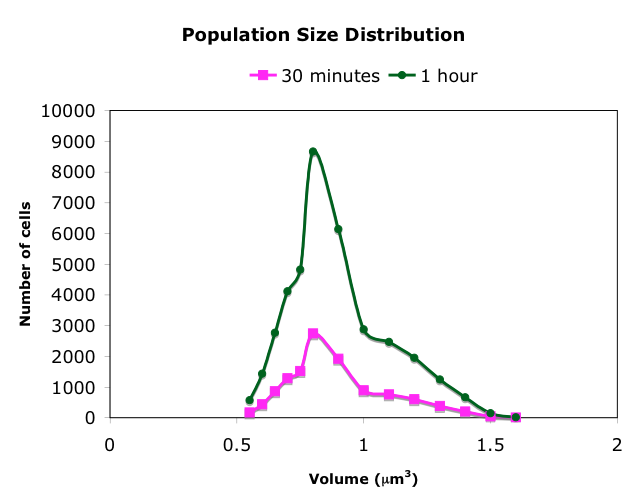 Population Size Distribution
30 minutes 1 hour
10000
9000
8000
7000
6000
5000
4000
3000
2000
1000
0
Number of cells
0 0.5 1 1.5 2
Volume (μm³)